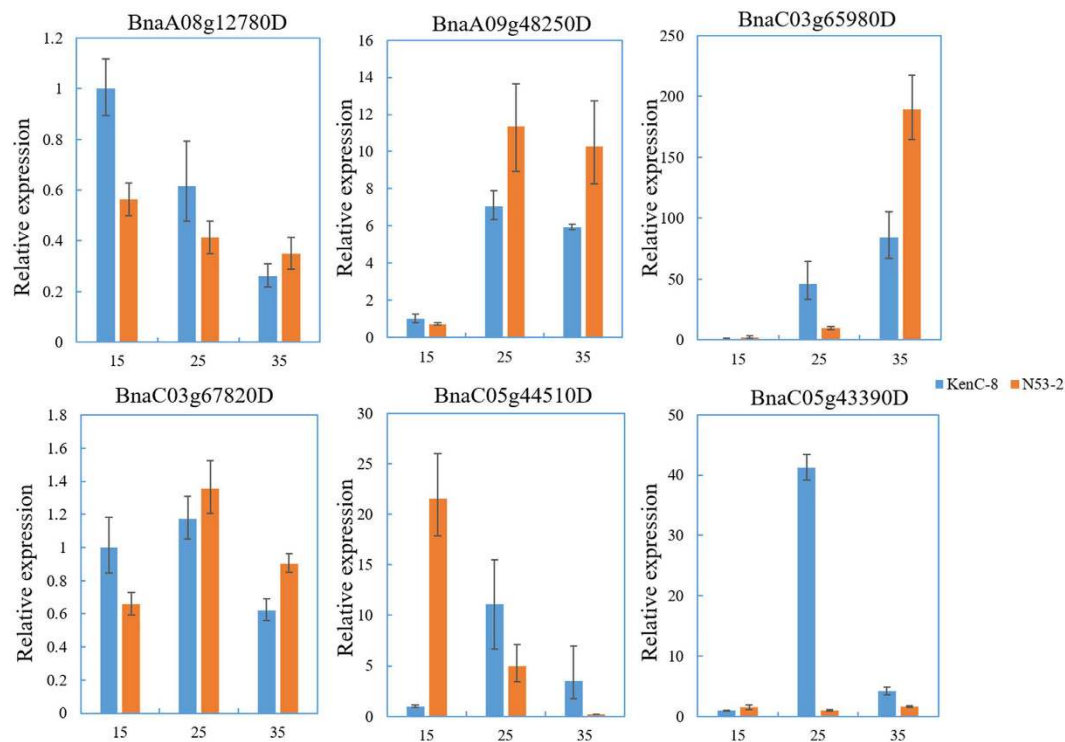 BnaA08g12780D
BnaA09g48250D
BnaC03g65980D
Relative expression
1.2
1
0.8
0.6
0.4
0.2
0
15 25 35
Relative expression
16
14
12
10
8
6
4
2
0
15 25 35
Relative expression
250
200
150
100
50
0
15 25 35
KenC-8 N53-2
BnaC03g67820D
BnaC05g44510D
BnaC05g43390D
Relative expression
1.8
1.6
1.4
1.2
1
0.8
0.6
0.4
0.2
0
15 25 35
Relative expression
30
25
20
15
10
5
0
15 25 35
Relative expression
50
40
30
20
10
0
15 25 35